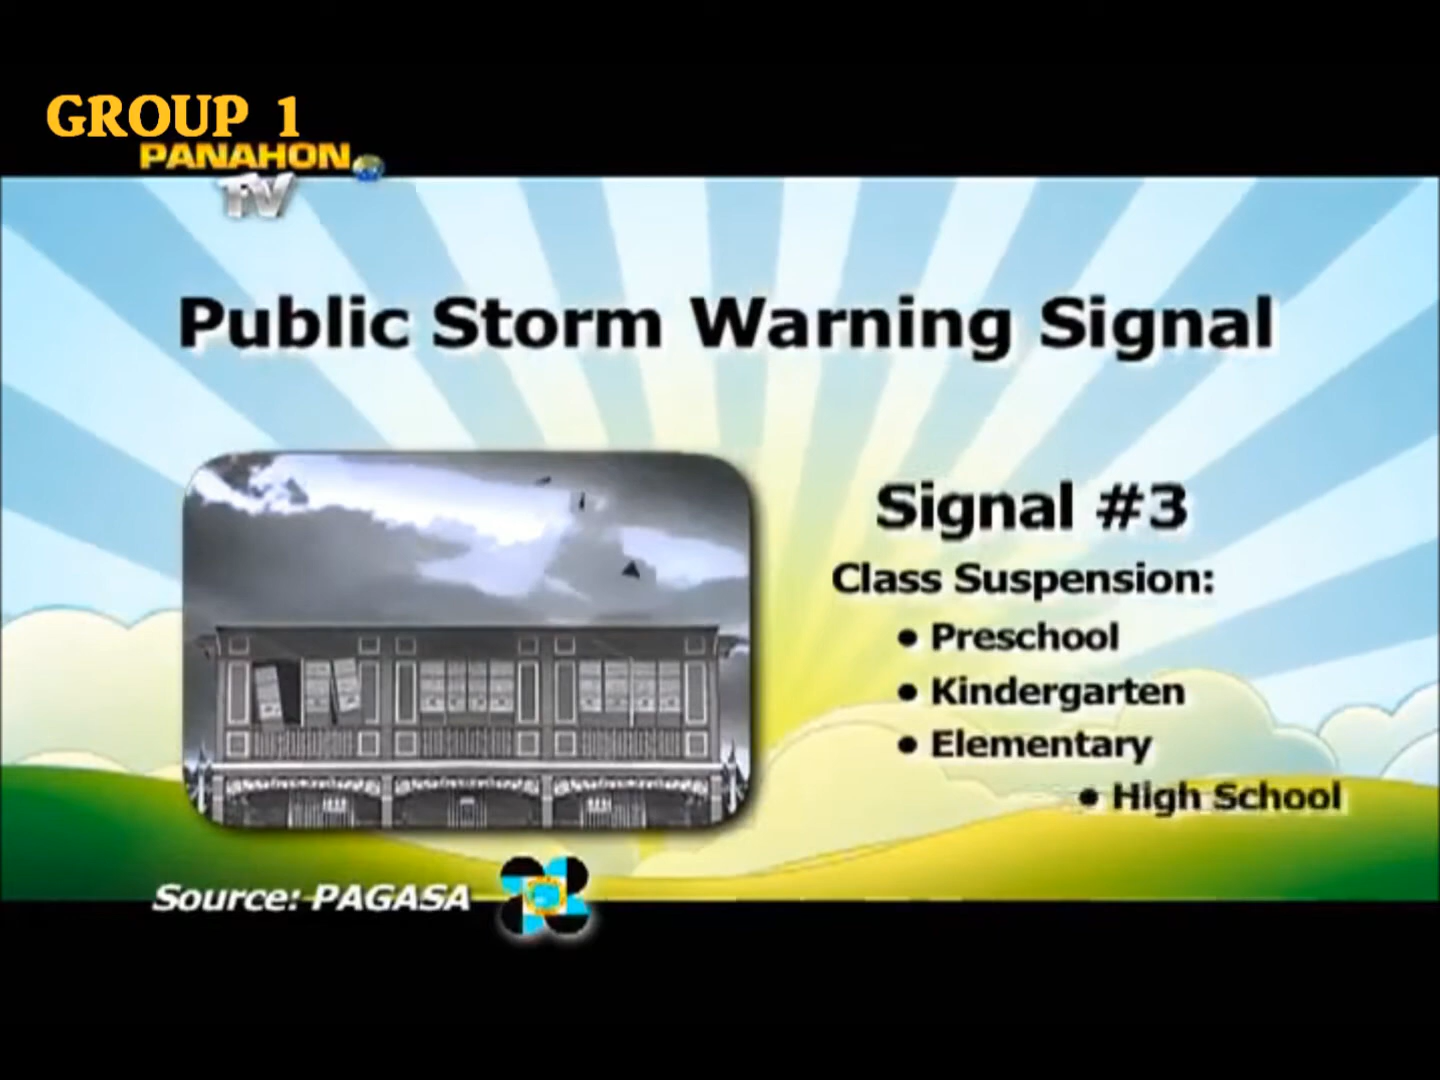 GROUP 1
PANAHON
TV
Public Storm Warning Signal
Signal #3
Class Suspension:
• Preschool
• Kindergarten
• Elementary
• High School
Source: PAGASA